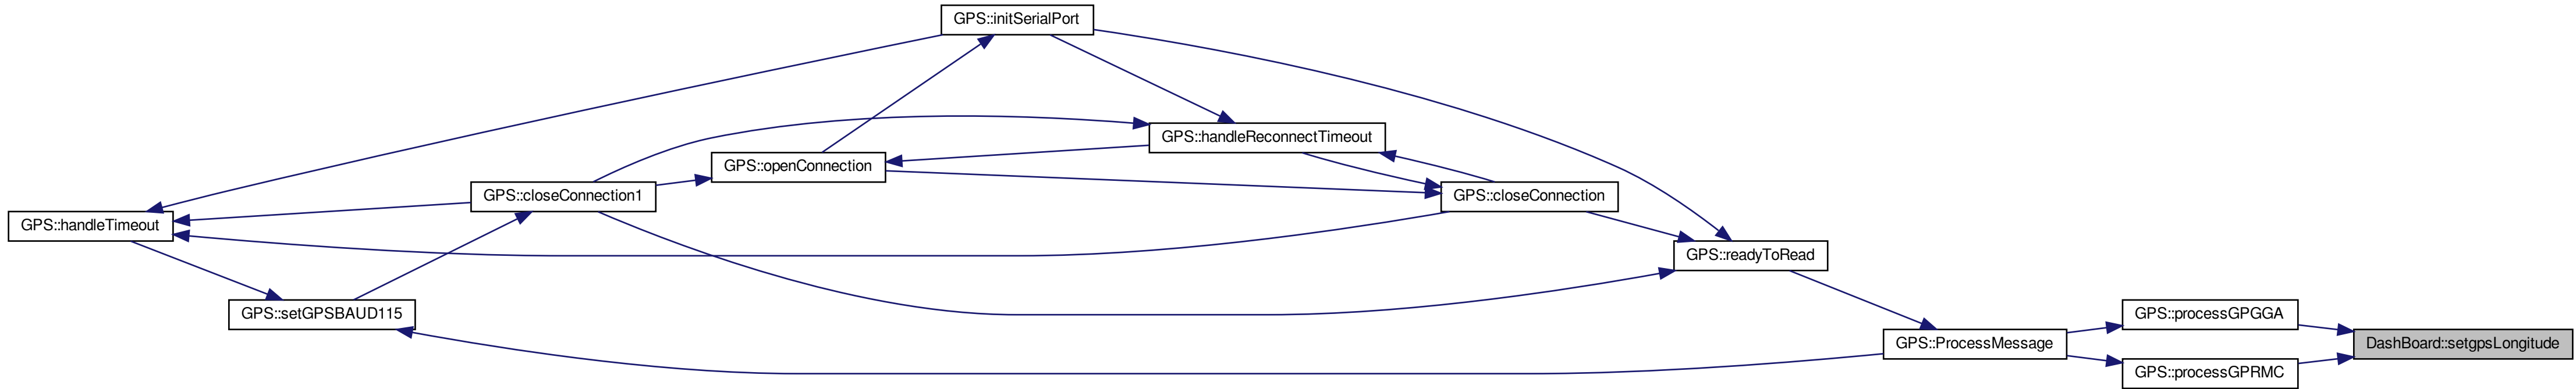 GPS::initSerialPort
GPS::handleReconnectTimeout
GPS::openConnection
GPS::closeConnection1
GPS::closeConnection
GPS::handleTimeout
GPS::readyToRead
GPS::setGPSBAUD115
GPS::processGPGGA
GPS::ProcessMessage
DashBoard::setgpsLongitude
GPS::processGPRMC